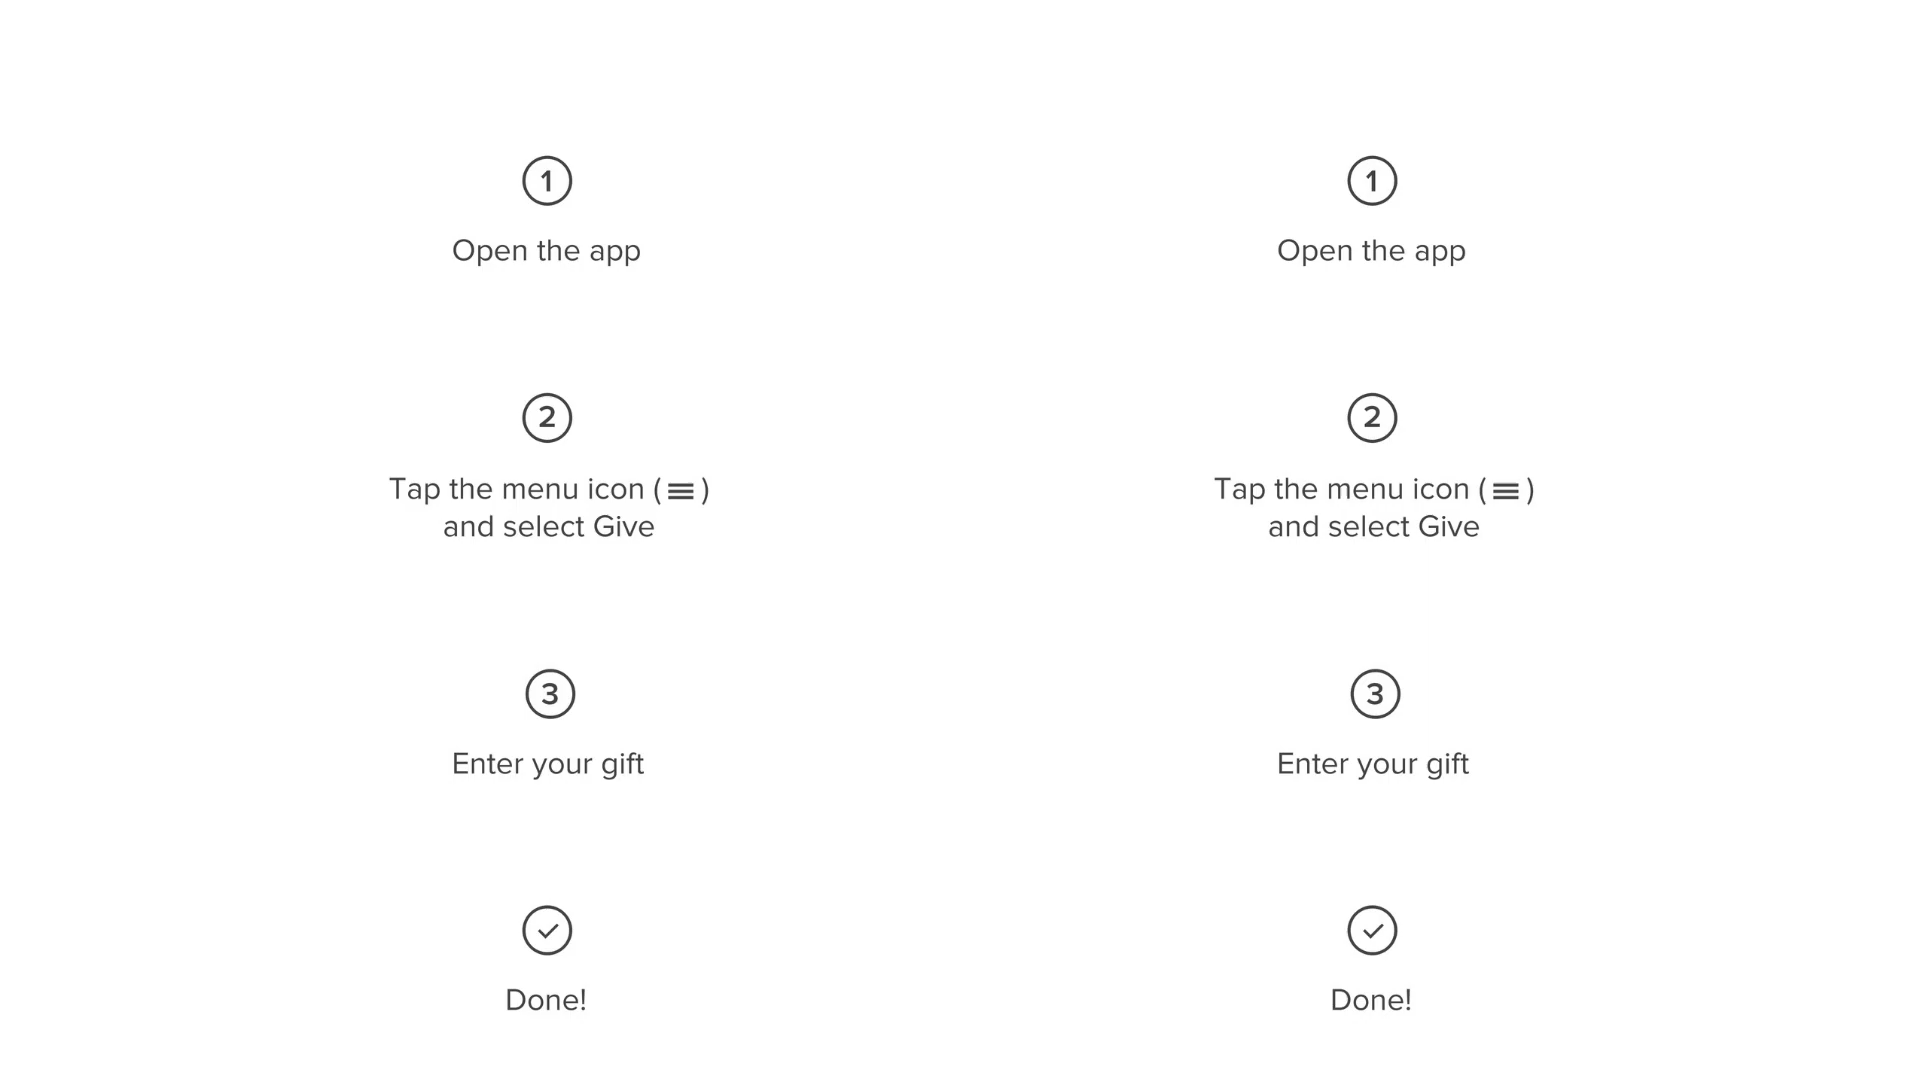 1
Open the app
2
Tap the menu icon (≡)
and select Give
3
Enter your gift
Done!
1
Open the app
2
Tap the menu icon (≡)
and select Give
3
Enter your gift
Done!